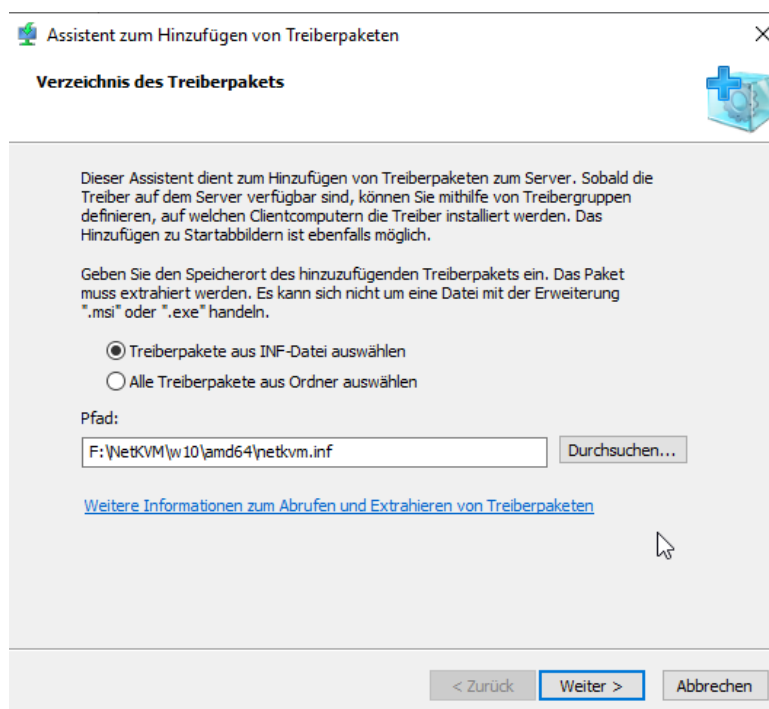 Assistent zum Hinzufügen von Treiberpaketen
Verzeichnis des Treiberpakets
Dieser Assistent dient zum Hinzufügen von Treiberpaketen zum Server. Sobald die
Treiber auf dem Server verfügbar sind, können Sie mithilfe von Treibergruppen
definieren, auf welchen Clientcomputern die Treiber installiert werden. Das
Hinzufügen zu Startabbildern ist ebenfalls möglich.
Geben Sie den Speicherort des hinzuzufügenden Treiberpakets ein. Das Paket
muss extrahiert werden. Es kann sich nicht um eine Datei mit der Erweiterung
".msi" oder ".exe" handeln.
Treiberpakete aus INF-Datei auswählen
Alle Treiberpakete aus Ordner auswählen
Pfad:
F:\NetKVM\w10\amd64\netkvm.inf
Durchsuchen...
Weitere Informationen zum Abrufen und Extrahieren von Treiberpaketen
< Zurück
Weiter >
Abbrechen